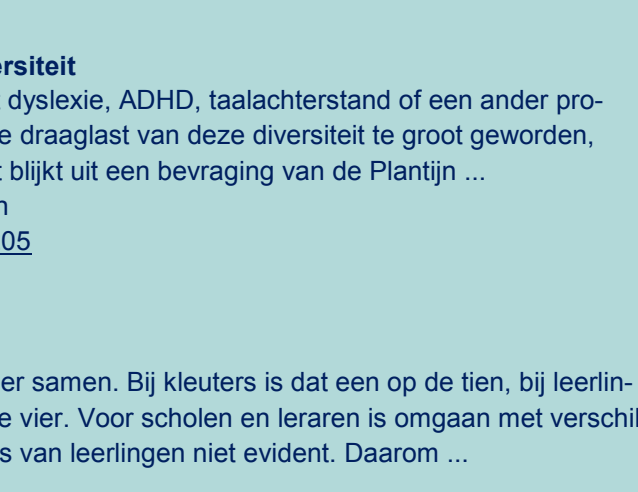 ersiteit
dyslexie, ADHD, taalachterstand of een ander pro-
e draaglast van deze diversiteit te groot geworden,
t blijkt uit een bevraging van de Plantijn ...
n
05
er samen. Bij kleuters is dat een op de tien, bij leerlin-
e vier. Voor scholen en leraren is omgaan met verschil
s van leerlingen niet evident. Daarom ...